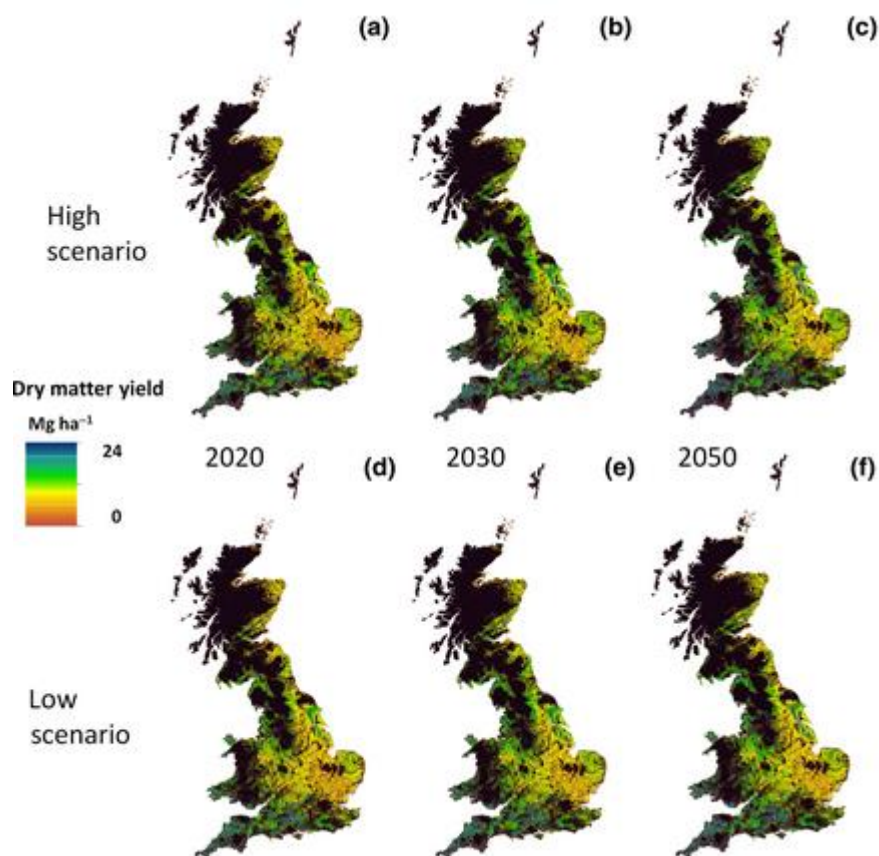 (a)
(b)
(c)
High
scenario
Dry matter yield
Mg ha⁻¹
24
0
2020
(d)
2030
(e)
2050
(f)
Low
scenario